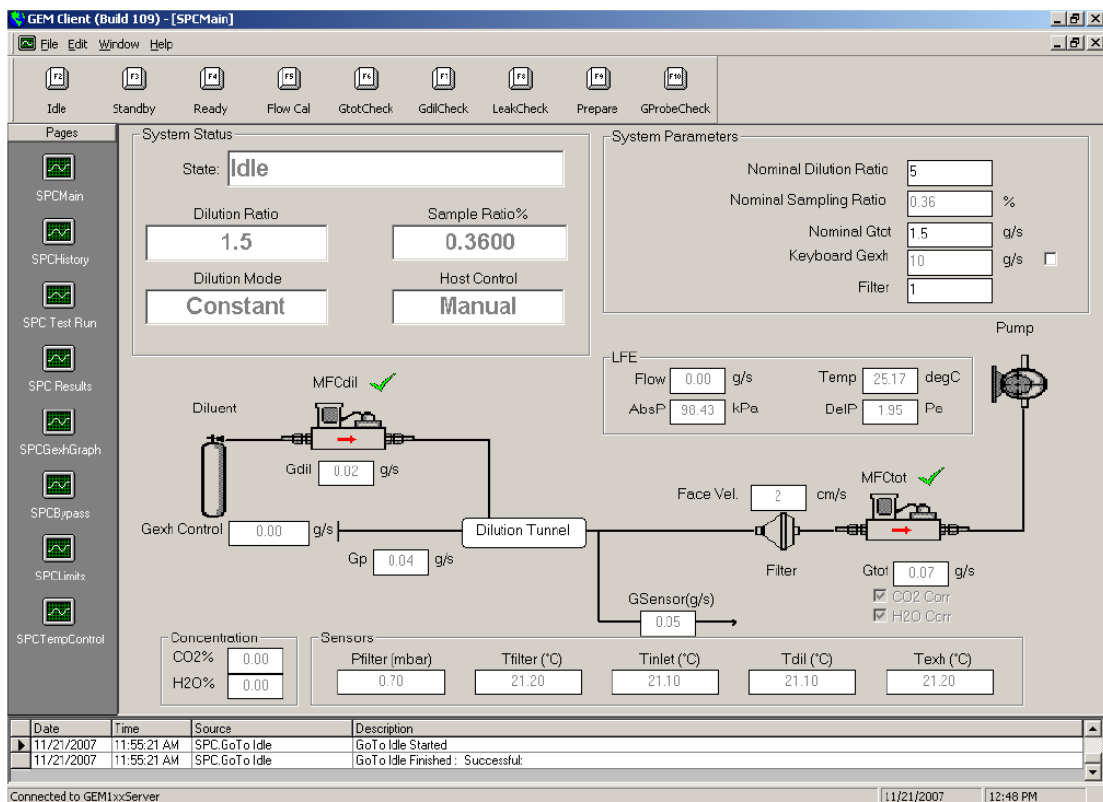 GEM Client (Build 109) - [SPCMain]
File Edit Window Help
F2 F3 F4 F5 F6 F7 F8 F9 F10
Idle Standby Ready Flow Cal GtotCheck GdilCheck LeakCheck Prepare GProbeCheck
Pages
SPCMain
SPCHistory
SPC Test Run
SPC Results
SPCGexhGraph
SPCBypass
SPCLimits
SPCTempControl
System Status
State: Idle
Dilution Ratio Sample Ratio%
1.5 0.3600
Dilution Mode Host Control
Constant Manual
System Parameters
Nominal Dilution Ratio 5
Nominal Sampling Ratio 0.36 %
Nominal Gtot 1.5 g/s
Keyboard Gexh 10 g/s
Filter 1
Pump
LFE
Flow 0.00 g/s Temp 25.17 degC
AbsP 98.43 kPa DelP 1.95 Pa
MFCdil
Diluent
Gdil 0.02 g/s
Gexh Control 0.00 g/s
Gp 0.04 g/s
Dilution Tunnel
Face Vel. 2 cm/s
Filter
MFCtot
Gtot 0.07 g/s
CO2 Corr
H2O Corr
GSensor(g/s)
0.05
Concentration
CO2% 0.00
H2O% 0.00
Sensors
Pfilter (mbar) Tfilter (°C) Tinlet (°C) Tdil (°C) Texh (°C)
0.70 21.20 21.10 21.10 21.20
Date Time Source Description
11/21/2007 11:55:21 AM SPC.GoTo Idle GoTo Idle Started
11/21/2007 11:55:21 AM SPC.GoTo Idle GoTo Idle Finished : Successful:
Connected to GEM1xxServer 11/21/2007 12:48 PM